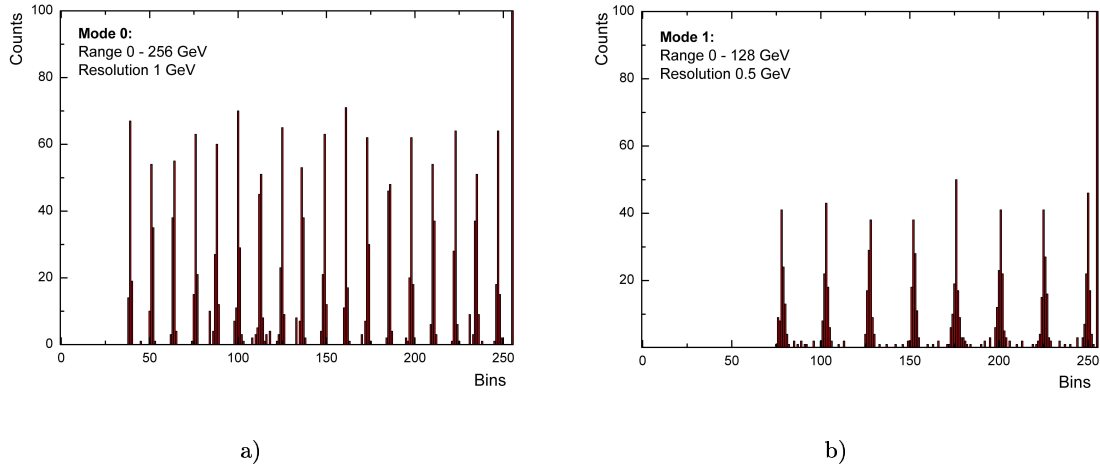 Counts
100
80
60
40
20
0
Mode 0:
Range 0 - 256 GeV
Resolution 1 GeV
0 50 100 150 200 250
Bins
a)
Counts
100
80
60
40
20
0
Mode 1:
Range 0 - 128 GeV
Resolution 0.5 GeV
0 50 100 150 200 250
Bins
b)